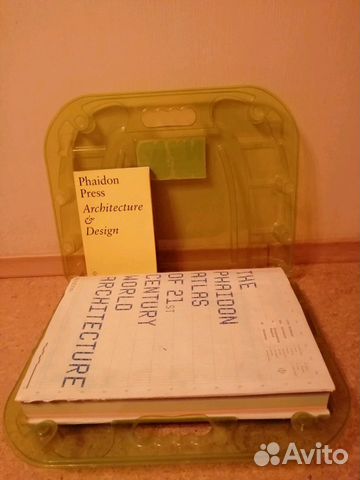 Phaidon
Press
Architecture
&
Design
THE
PHAIDON
ATLAS
OF 21ST
CENTURY
WORLD
ARCHITECTURE
Avito